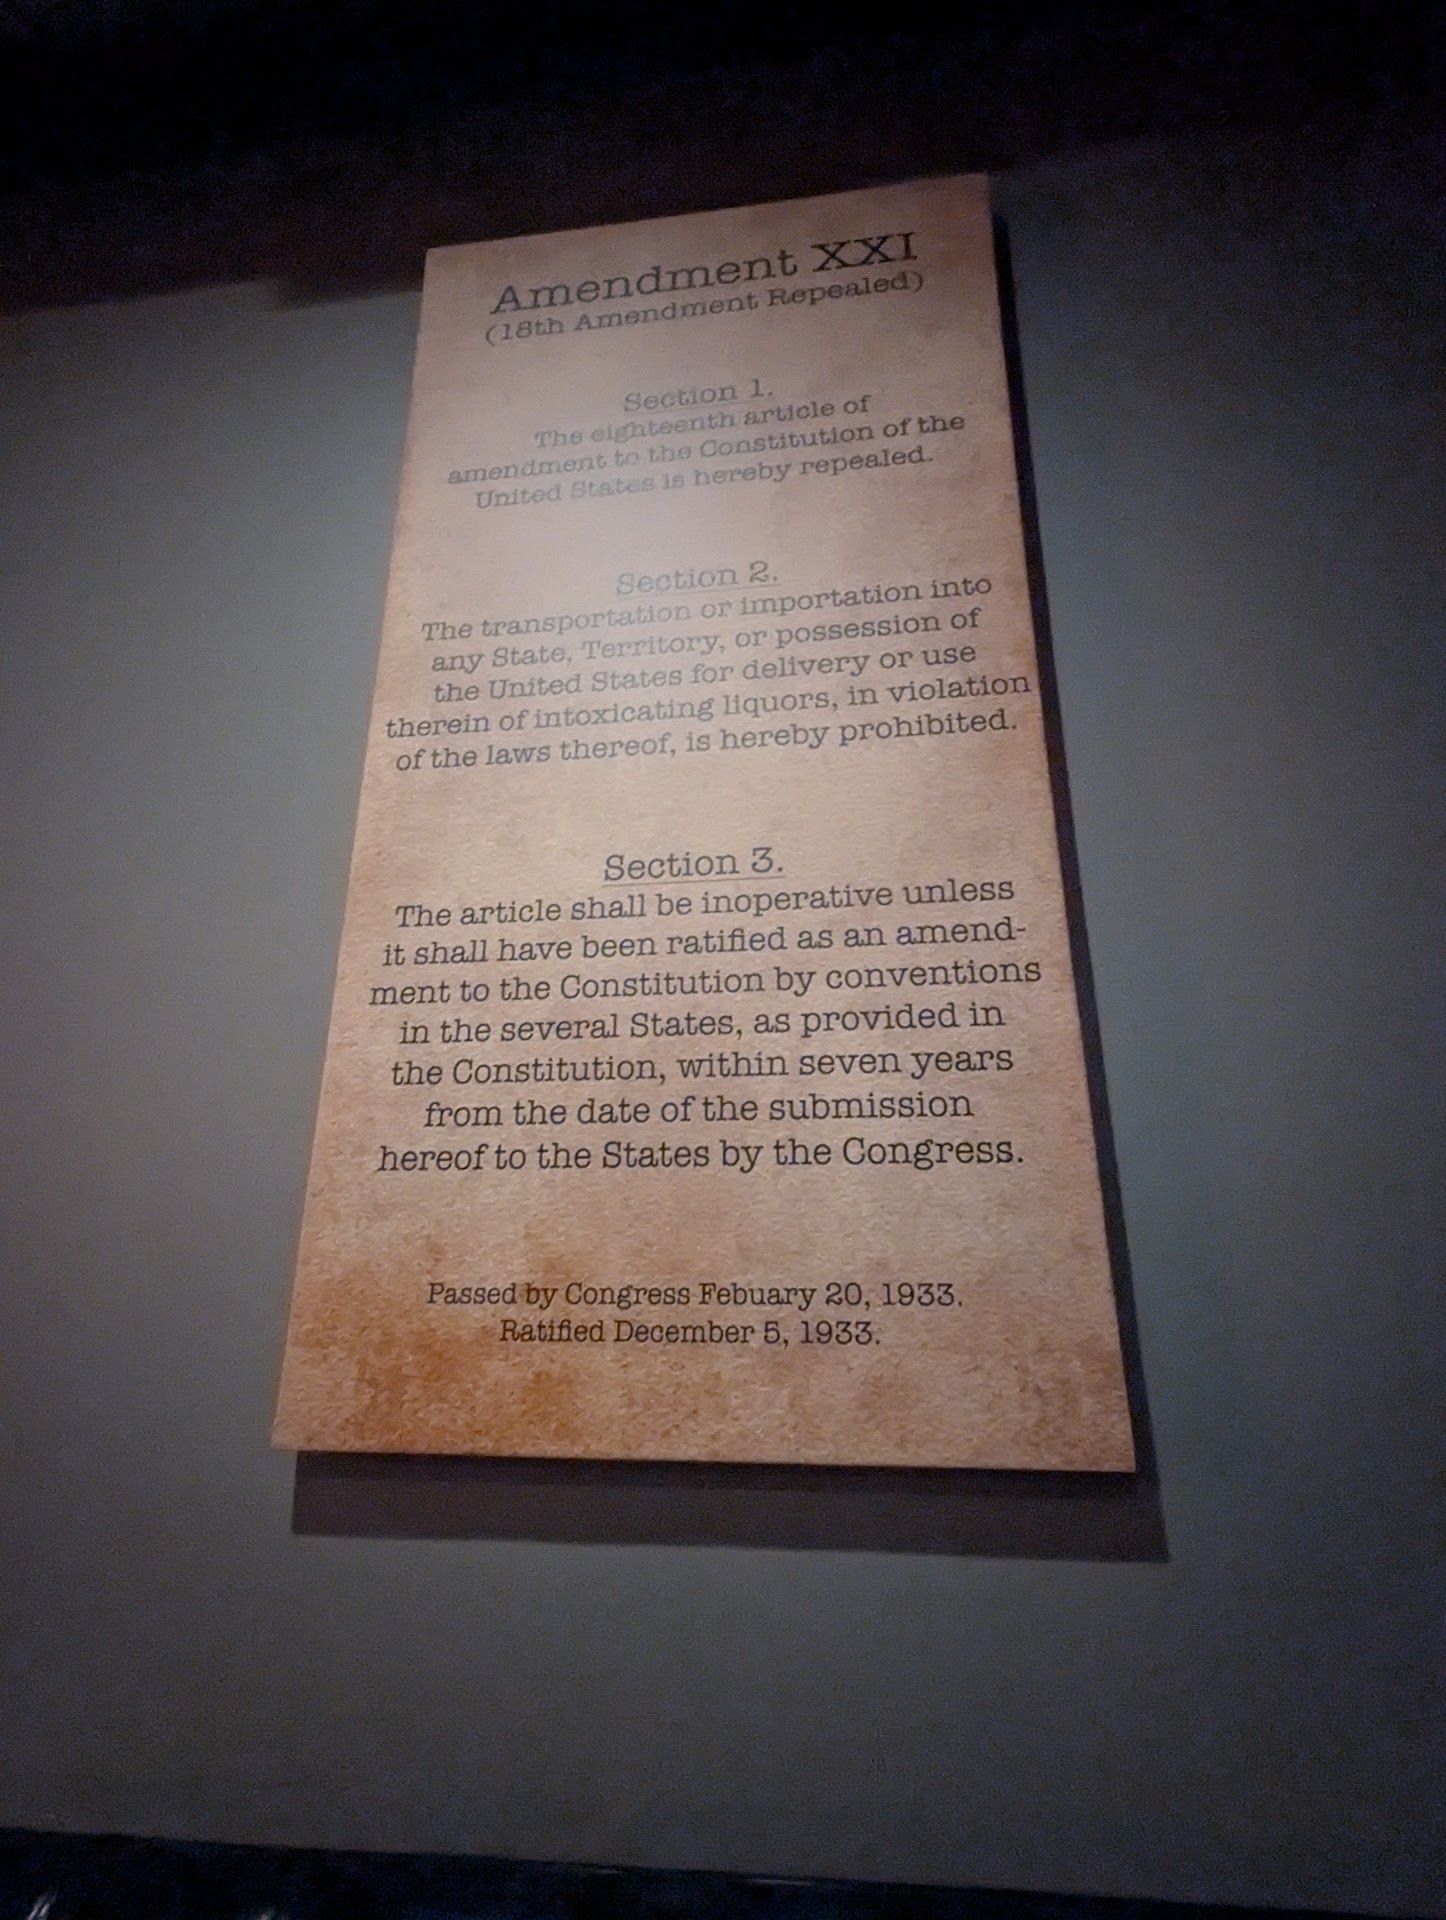 Amendment XXI
(18th Amendment Repealed)
Section 1.
The eighteenth article of
amendment to the Constitution of the
United States is hereby repealed.
Section 2.
The transportation or importation into
any State, Territory, or possession of
the United States for delivery or use
therein of intoxicating liquors, in violation
of the laws thereof, is hereby prohibited.
Section 3.
The article shall be inoperative unless
it shall have been ratified as an amend-
ment to the Constitution by conventions
in the several States, as provided in
the Constitution, within seven years
from the date of the submission
hereof to the States by the Congress.
Passed by Congress Febuary 20, 1933.
Ratified December 5, 1933.